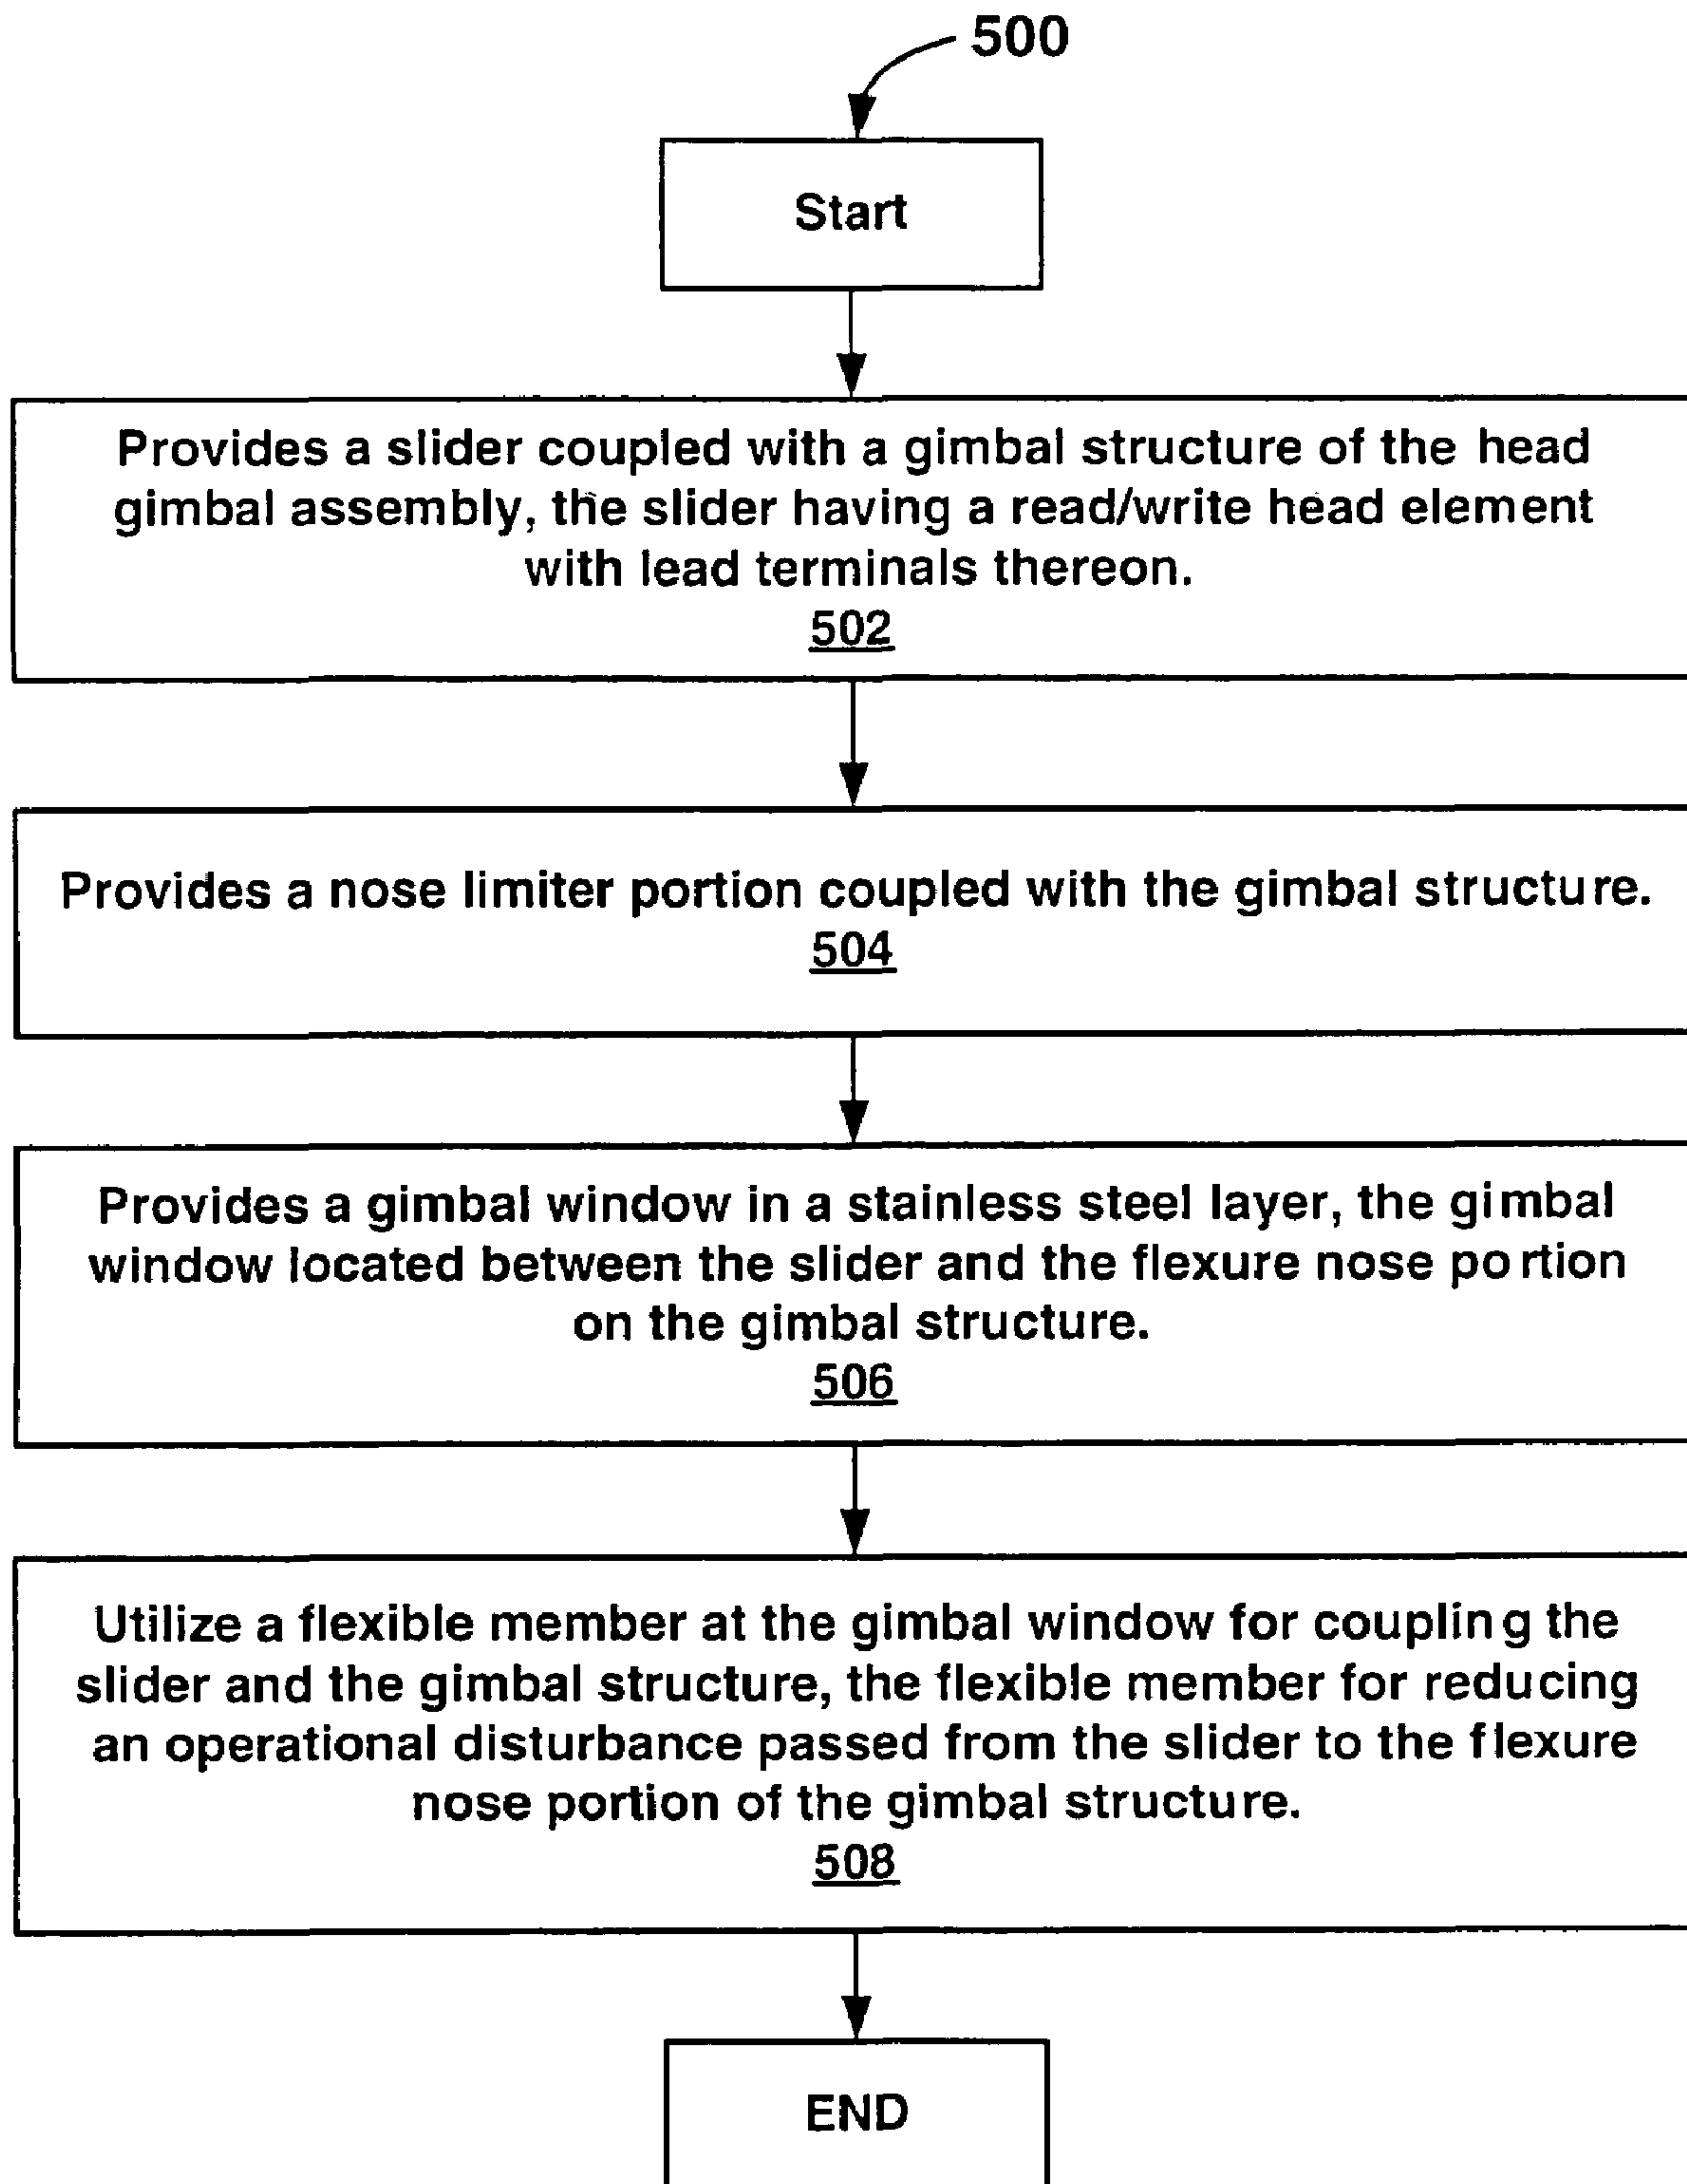 500
Start
Provides a slider coupled with a gimbal structure of the head
gimbal assembly, the slider having a read/write head element
with lead terminals thereon.
502
Provides a nose limiter portion coupled with the gimbal structure.
504
Provides a gimbal window in a stainless steel layer, the gimbal
window located between the slider and the flexure nose portion
on the gimbal structure.
506
Utilize a flexible member at the gimbal window for coupling the
slider and the gimbal structure, the flexible member for reducing
an operational disturbance passed from the slider to the flexure
nose portion of the gimbal structure.
508
END